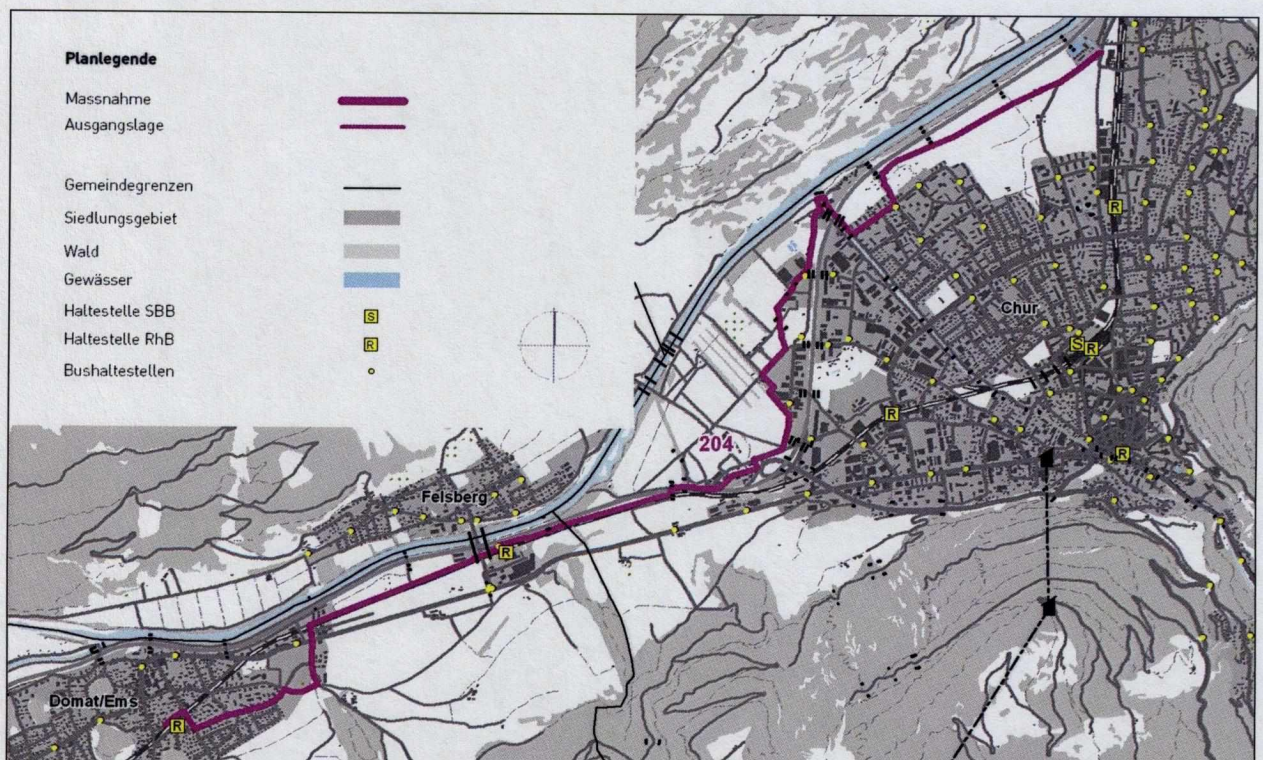 Planlegende
Massnahme
Ausgangslage
Gemeindegrenzen
Siedlungsgebiet
Wald
Gewässer
Haltestelle SBB S
Haltestelle RhB R
Bushaltestellen
R
Chur
S R
R
204
R
Felsberg
R
Domat/Ems
R